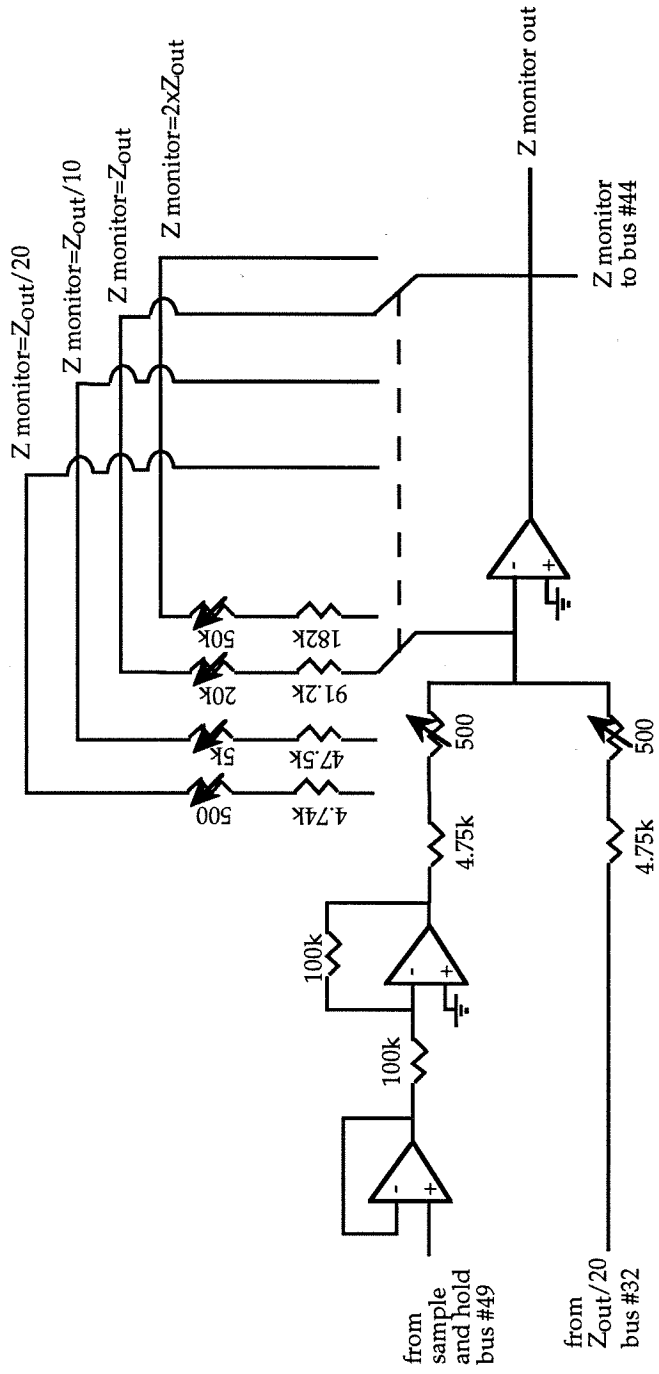 Z monitor=Zout/20
Z monitor=Zout/10
Z monitor=Zout
Z monitor=2xZout
500
5k
20k
50k
4.74k
47.5k
91.2k
182k
100k
100k
-
+
-
+
-
+
4.75k
500
4.75k
500
from
sample
and hold
bus #49
from
Zout/20
bus #32
Z monitor out
Z monitor
to bus #44